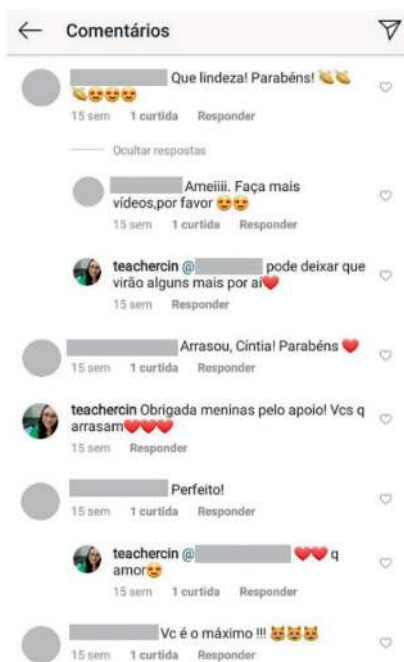 Comentários
Que lindeza! Parabéns! 👏👏
👏😍😍😍
15 sem 1 curtida Responder
Ocultar respostas
Ameiiii. Faça mais
vídeos,por favor 😍😍
15 sem 1 curtida Responder
teachercin @ pode deixar que
virão alguns mais por aí❤️
15 sem Responder
Arrasou, Cíntia! Parabéns ❤️
15 sem 1 curtida Responder
teachercin Obrigada meninas pelo apoio! Vcs q
arrasam❤️❤️❤️
15 sem Responder
Perfeito!
15 sem 1 curtida Responder
teachercin @ ❤️❤️ q
amor😍
15 sem 1 curtida Responder
Vc é o máximo !!! 😻😻😻
15 sem 1 curtida Responder